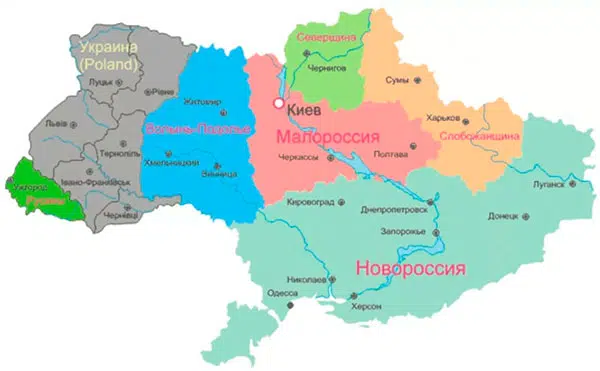 Украина
(Poland)
Луцьк
Рівне
Львів
Тернопіль
Івано-Франківськ
Чернівці
Ужгород
Русины
Житомир
Волынь-Подолье
Хмельницкий
Винница
Северщина
Чернигов
Киев
Малороссия
Черкассы
Полтава
Сумы
Харьков
Слобожанщина
Кировоград
Днепропетровск
Запорожье
Луганск
Донецк
Новороссия
Николаев
Одесса
Херсон